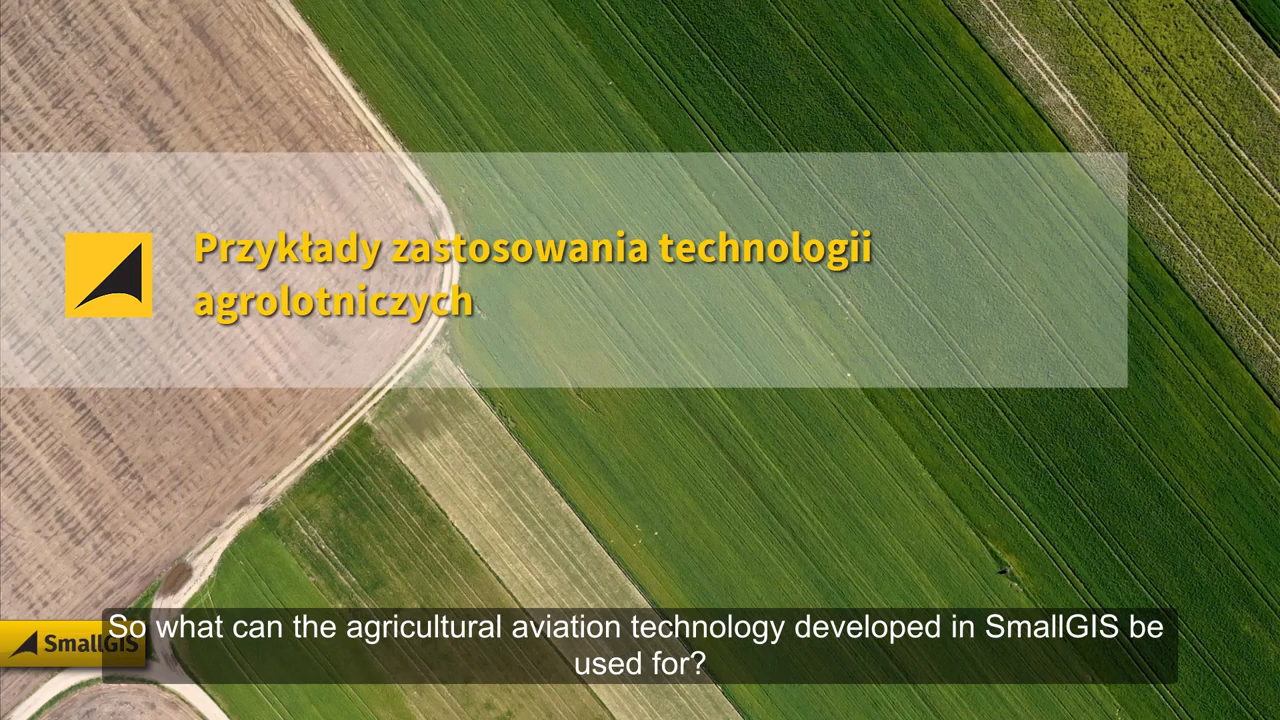 Przykłady zastosowania technologii
agrolotniczych
SmallGIS
So what can the agricultural aviation technology developed in SmallGIS be
used for?